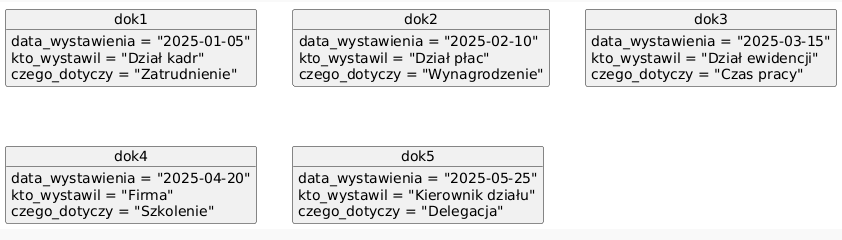 dok1
data_wystawienia = "2025-01-05"
kto_wystawil = "Dział kadr"
czego_dotyczy = "Zatrudnienie"
dok2
data_wystawienia = "2025-02-10"
kto_wystawil = "Dział płac"
czego_dotyczy = "Wynagrodzenie"
dok3
data_wystawienia = "2025-03-15"
kto_wystawil = "Dział ewidencji"
czego_dotyczy = "Czas pracy"
dok4
data_wystawienia = "2025-04-20"
kto_wystawil = "Firma"
czego_dotyczy = "Szkolenie"
dok5
data_wystawienia = "2025-05-25"
kto_wystawil = "Kierownik działu"
czego_dotyczy = "Delegacja"